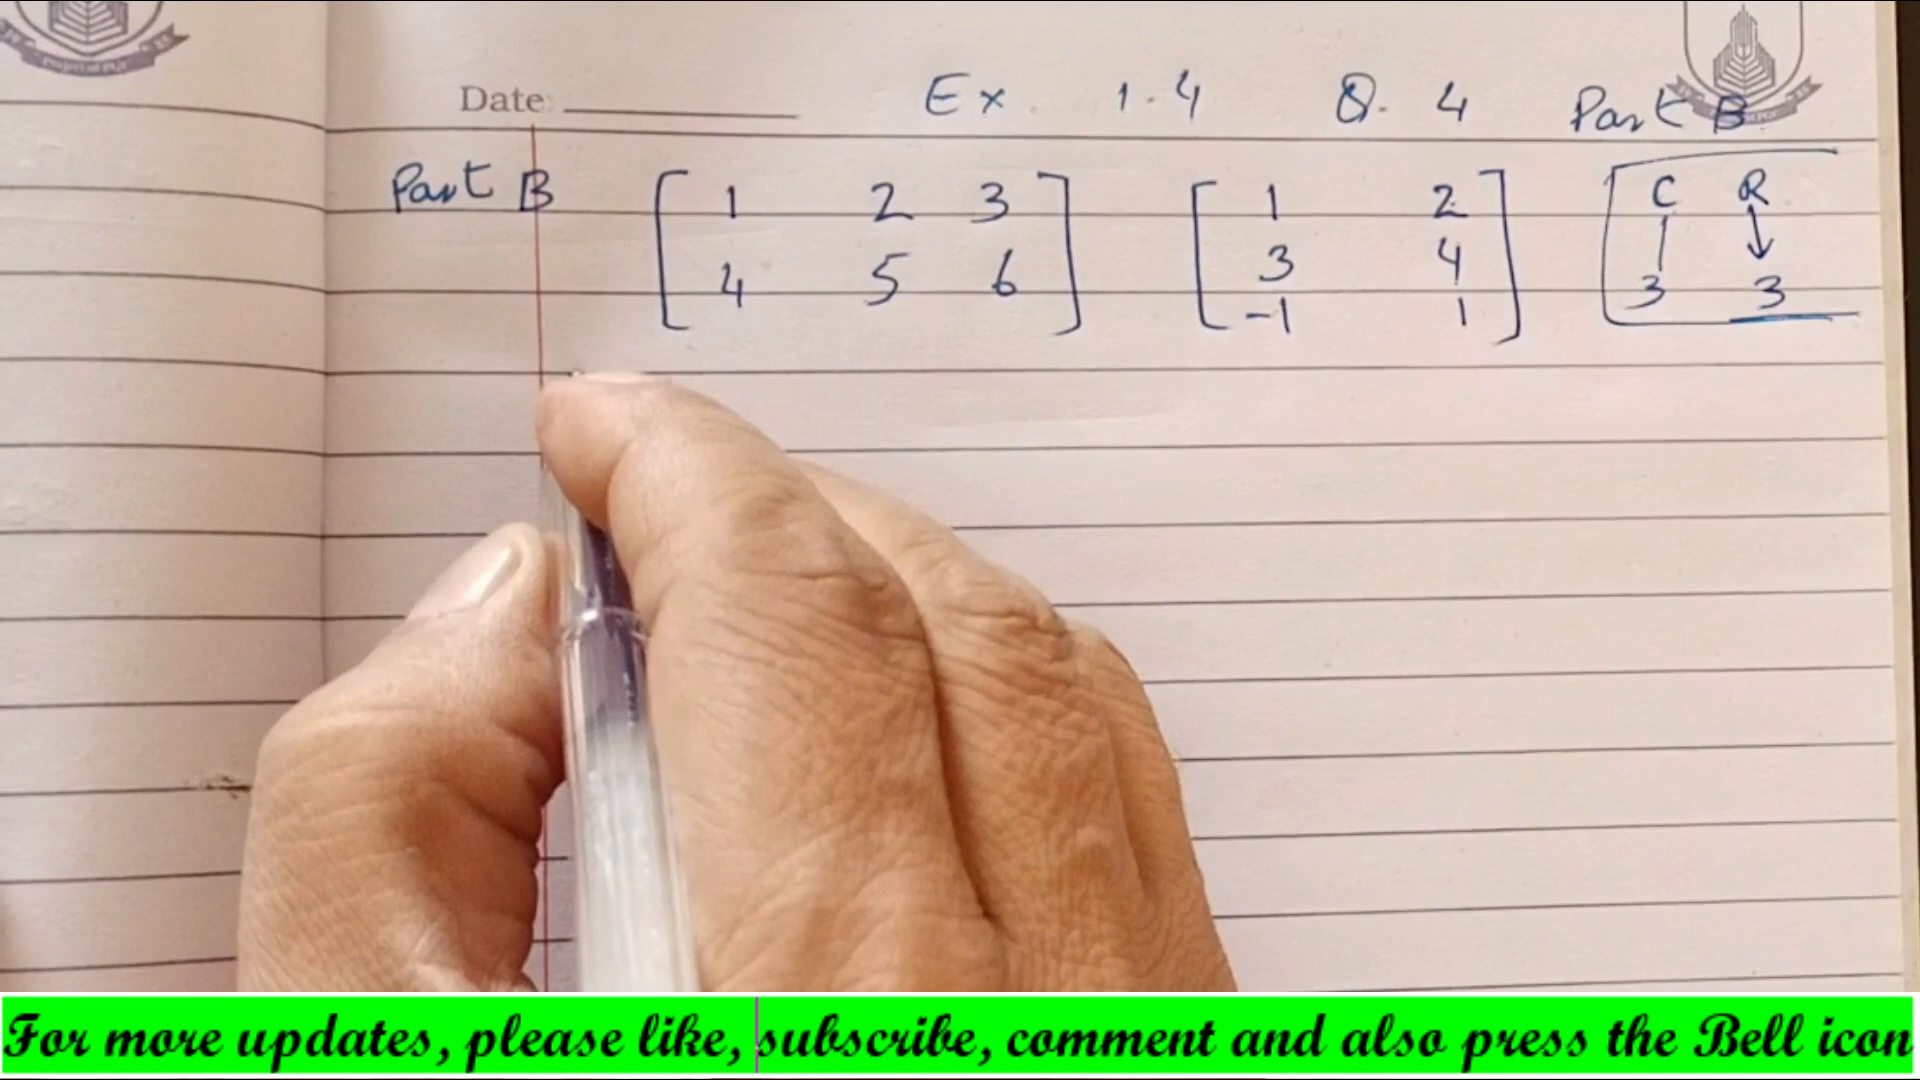 Date:
Ex. 1.4 Q. 4 Part B
Part B [ 1 2 3 ] [ 1 2 ] C R
4 5 6 3 4 | ↓
-1 1 3 3
For more updates, please like, subscribe, comment and also press the Bell icon